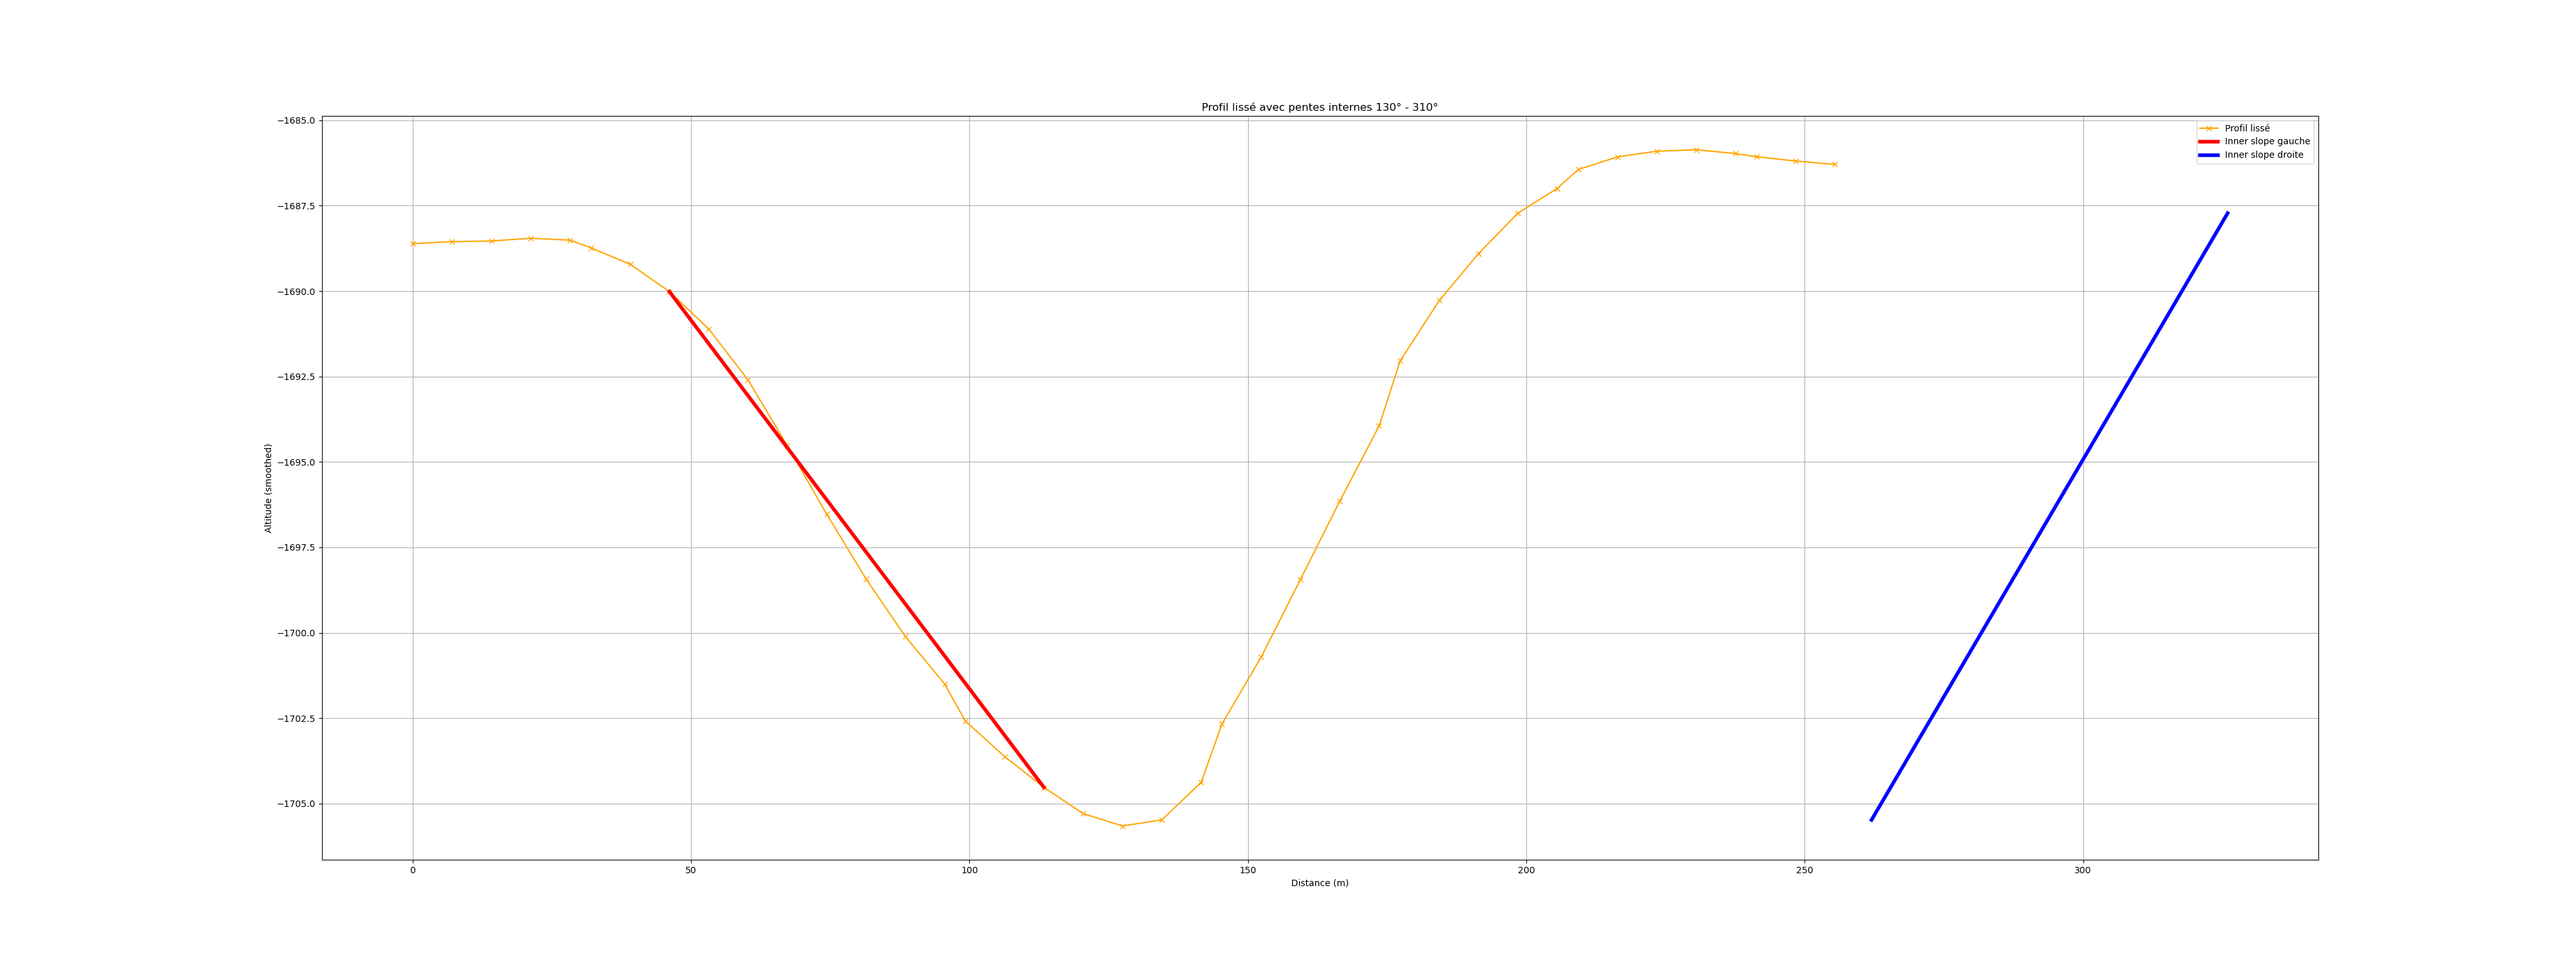 Profil lissé avec pentes internes 130° - 310°
−1685.0
−1687.5
−1690.0
−1692.5
−1695.0
−1697.5
−1700.0
−1702.5
−1705.0
Altitude (smoothed)
Profil lissé
Inner slope gauche
Inner slope droite
0 50 100 150 200 250 300
Distance (m)